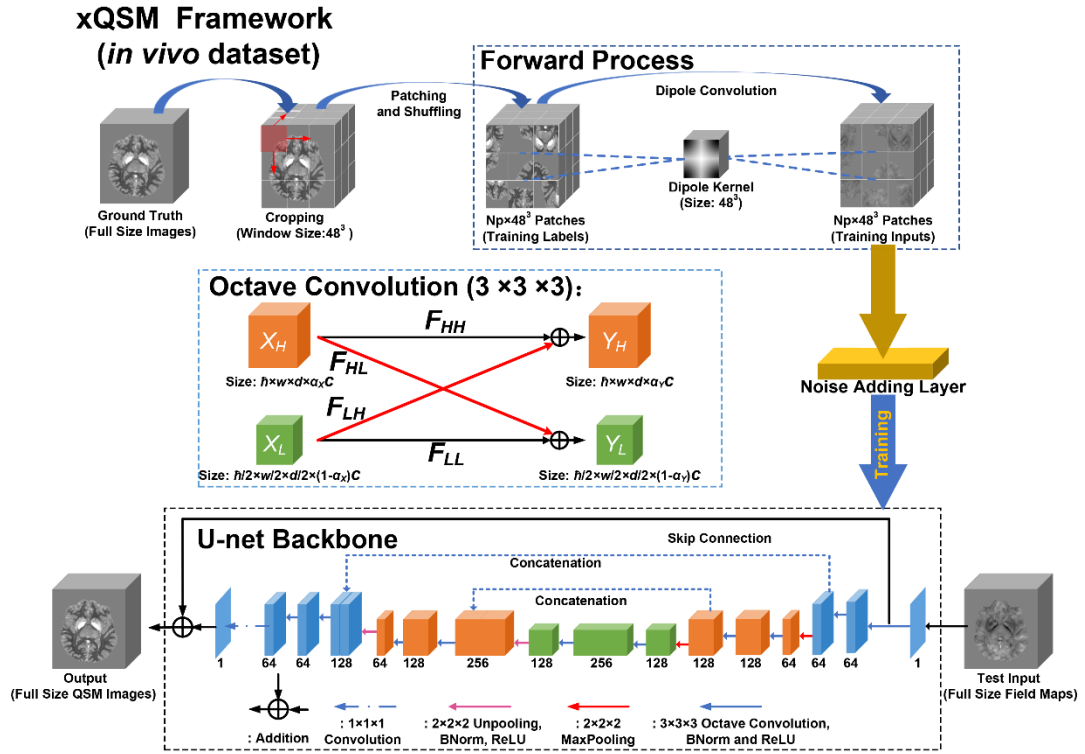 xQSM Framework
(in vivo dataset)
Forward Process
Patching
and Shuffling
Dipole Convolution
Dipole Kernel
(Size: 48³)
Ground Truth
(Full Size Images)
Cropping
(Window Size:48³ )
Np×48³ Patches
(Training Labels)
Np×48³ Patches
(Training Inputs)
Octave Convolution (3 ×3 ×3):
X_H
F_HH
Y_H
Size: h×w×d×α_XC
F_HL
Size: h×w×d×α_YC
F_LH
X_L
F_LL
Y_L
Size: h/2×w/2×d/2×(1-α_X)C
Size: h/2×w/2×d/2×(1-α_Y)C
Noise Adding Layer
Training
U-net Backbone
Skip Connection
Concatenation
Concatenation
1 64 64 128 64 128 256 128 256 128 128 128 64 64 64 1
Output
(Full Size QSM Images)
Test Input
(Full Size Field Maps)
: Addition
: 1×1×1
Convolution
: 2×2×2 Unpooling,
BNorm, ReLU
: 2×2×2
MaxPooling
: 3×3×3 Octave Convolution,
BNorm and ReLU